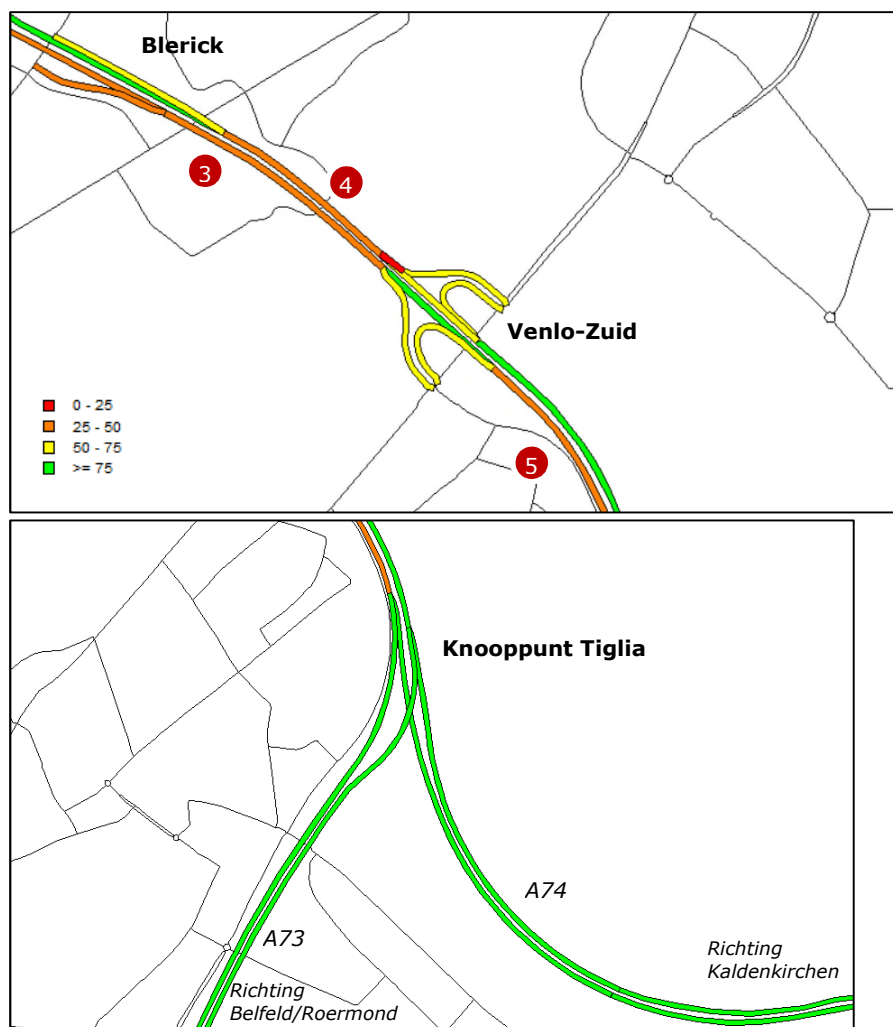 Blerick
3
4
Venlo-Zuid
0 - 25
25 - 50
50 - 75
>= 75
5
Knooppunt Tiglia
A74
A73
Richting
Kaldenkirchen
Richting
Belfeld/Roermond